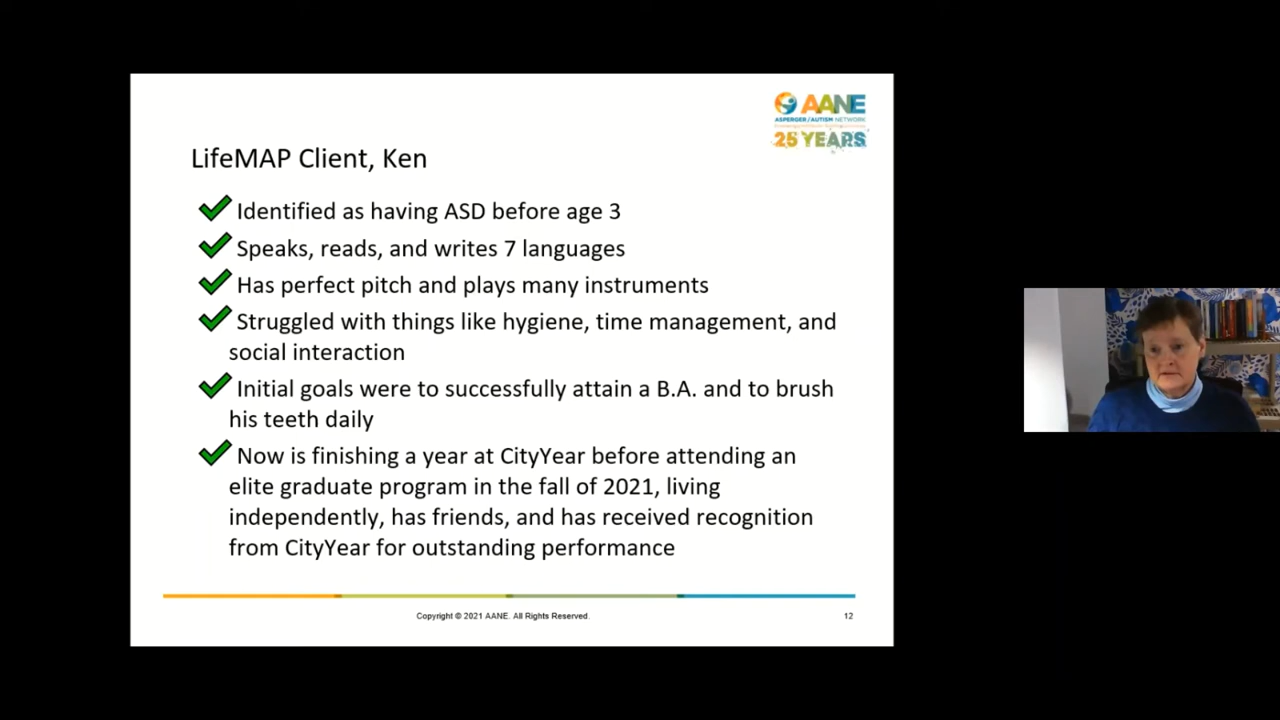 AANE
ASPERGER / AUTISM NETWORK
25 YEARS
LifeMAP Client, Ken
Identified as having ASD before age 3
Speaks, reads, and writes 7 languages
Has perfect pitch and plays many instruments
Struggled with things like hygiene, time management, and
social interaction
Initial goals were to successfully attain a B.A. and to brush
his teeth daily
Now is finishing a year at CityYear before attending an
elite graduate program in the fall of 2021, living
independently, has friends, and has received recognition
from CityYear for outstanding performance
Copyright © 2021 AANE. All Rights Reserved.
12